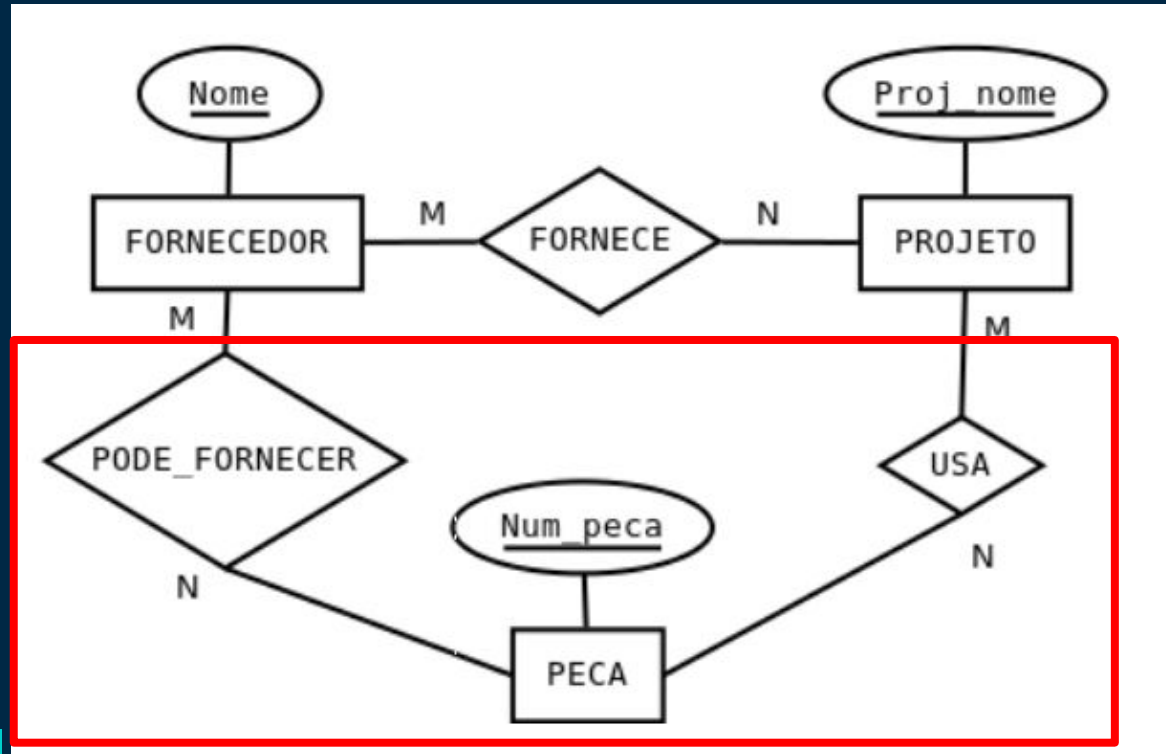 Nome
Proj_nome
M
N
FORNECEDOR
FORNECE
PROJETO
M
M
PODE_FORNECER
USA
Num_peca
N
N
PECA